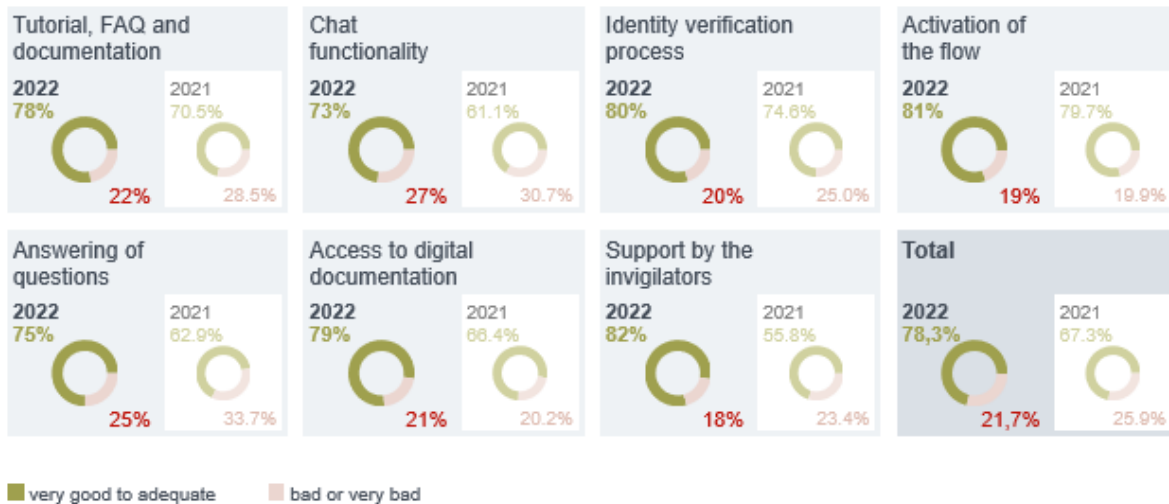 Tutorial, FAQ and
documentation
2022
78%
22%
2021
70.5%
28.5%
Chat
functionality
2022
73%
27%
2021
61.1%
30.7%
Identity verification
process
2022
80%
20%
2021
74.6%
25.0%
Activation of
the flow
2022
81%
19%
2021
79.7%
19.9%
Answering of
questions
2022
75%
25%
2021
62.9%
33.7%
Access to digital
documentation
2022
79%
21%
2021
66.4%
20.2%
Support by the
invigilators
2022
82%
18%
2021
55.8%
23.4%
Total
2022
78,3%
21,7%
2021
67.3%
25.9%
very good to adequate
bad or very bad